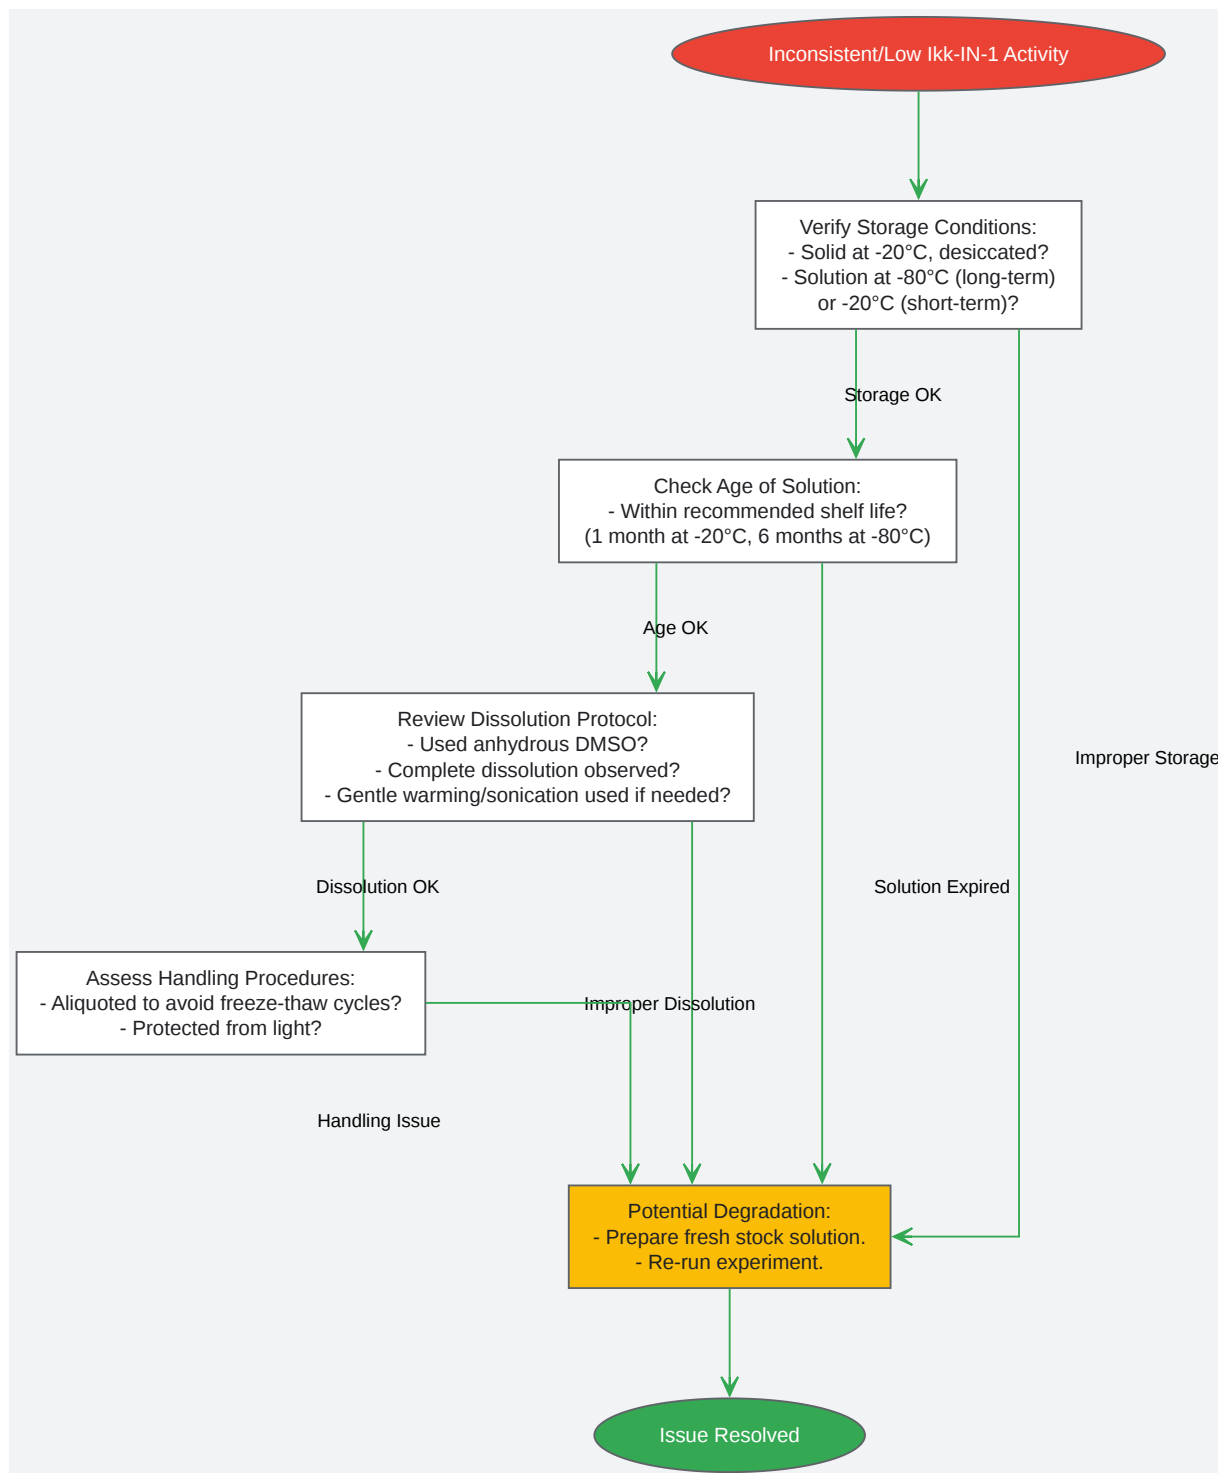 Inconsistent/Low Ikk-IN-1 Activity
Verify Storage Conditions:
- Solid at -20°C, desiccated?
- Solution at -80°C (long-term)
or -20°C (short-term)?
Storage OK
Check Age of Solution:
- Within recommended shelf life?
(1 month at -20°C, 6 months at -80°C)
Age OK
Review Dissolution Protocol:
- Used anhydrous DMSO?
- Complete dissolution observed?
- Gentle warming/sonication used if needed?
Improper Storage
Dissolution OK
Solution Expired
Assess Handling Procedures:
- Aliquoted to avoid freeze-thaw cycles?
- Protected from light?
Improper Dissolution
Handling Issue
Potential Degradation:
- Prepare fresh stock solution.
- Re-run experiment.
Issue Resolved